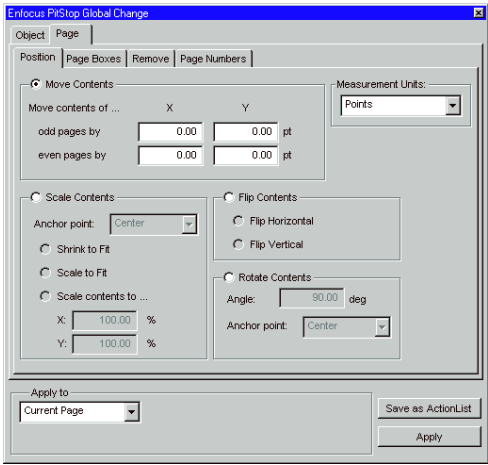 Enfocus PitStop Global Change
Object Page
Position Page Boxes Remove Page Numbers
Move Contents
Move contents of ... X Y
odd pages by 0.00 0.00 pt
even pages by 0.00 0.00 pt
Measurement Units:
Points
Scale Contents
Anchor point: Center
Shrink to Fit
Scale to Fit
Scale contents to ...
X: 100.00 %
Y: 100.00 %
Flip Contents
Flip Horizontal
Flip Vertical
Rotate Contents
Angle: 90.00 deg
Anchor point: Center
Apply to
Current Page
Save as ActionList
Apply